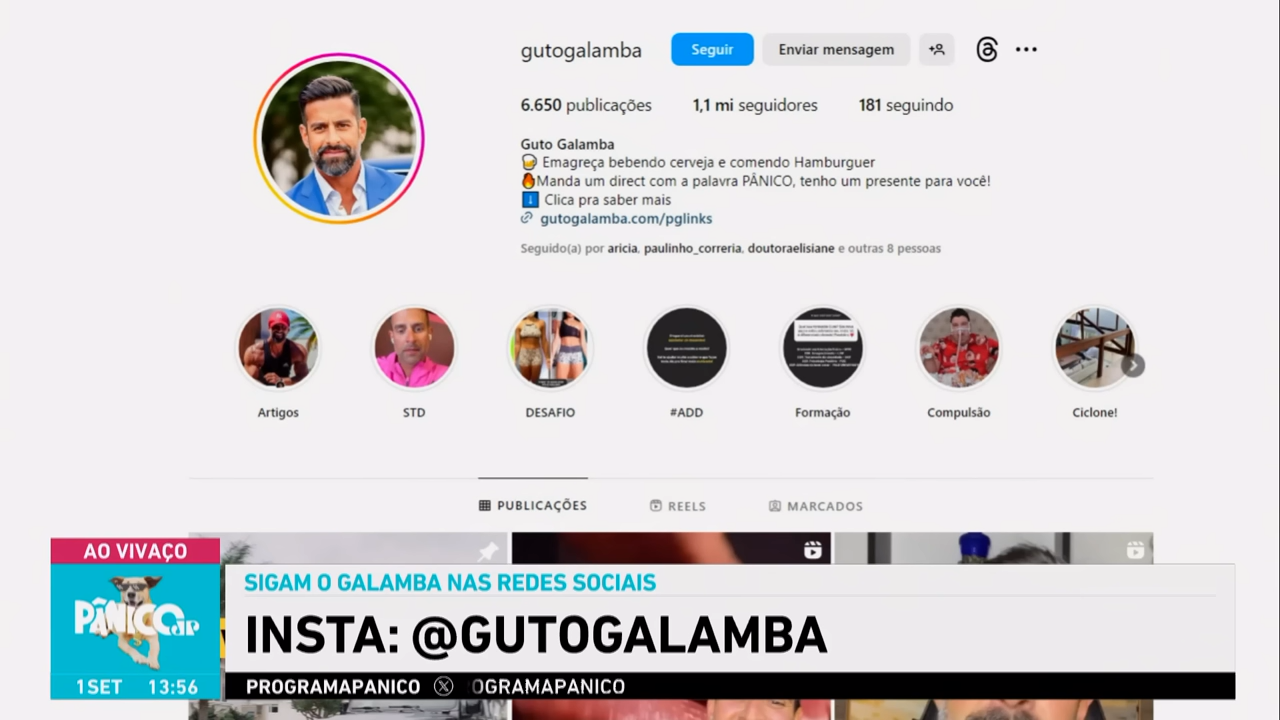 gutogalamba Seguir Enviar mensagem
6.650 publicações 1,1 mi seguidores 181 seguindo
Guto Galamba
🍺 Emagreça bebendo cerveja e comendo Hamburguer
🔥Manda um direct com a palavra PÂNICO, tenho um presente para você!
⬇️ Clica pra saber mais
gutogalamba.com/pglinks
Seguido(a) por aricia, paulinho_correria, doutoraelisiane e outras 8 pessoas
Artigos STD DESAFIO #ADD Formação Compulsão Ciclone!
PUBLICAÇÕES REELS MARCADOS
AO VIVAÇO
PÂNICO JP
1SET 13:56
SIGAM O GALAMBA NAS REDES SOCIAIS
INSTA: @GUTOGALAMBA
PROGRAMAPANICO OGRAMAPANICO